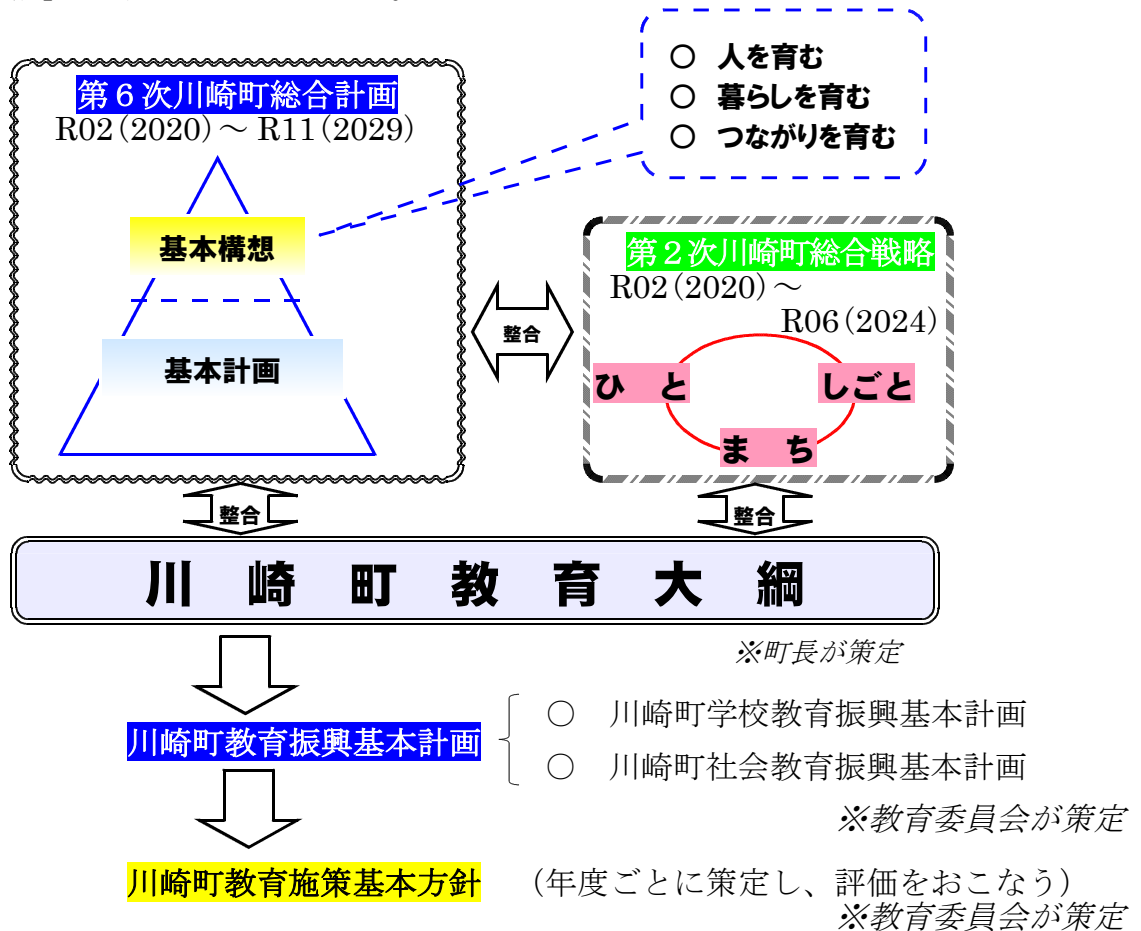 ○ 人を育む
○ 暮らしを育む
○ つながりを育む
第6次川崎町総合計画
R02(2020)～R11(2029)
基本構想
基本計画
整合
第2次川崎町総合戦略
R02(2020)～
R06(2024)
ひ と
しごと
ま ち
整合
整合
川 崎 町 教 育 大 綱
※町長が策定
川崎町教育振興基本計画
○ 川崎町学校教育振興基本計画
○ 川崎町社会教育振興基本計画
※教育委員会が策定
川崎町教育施策基本方針
（年度ごとに策定し、評価をおこなう）
※教育委員会が策定